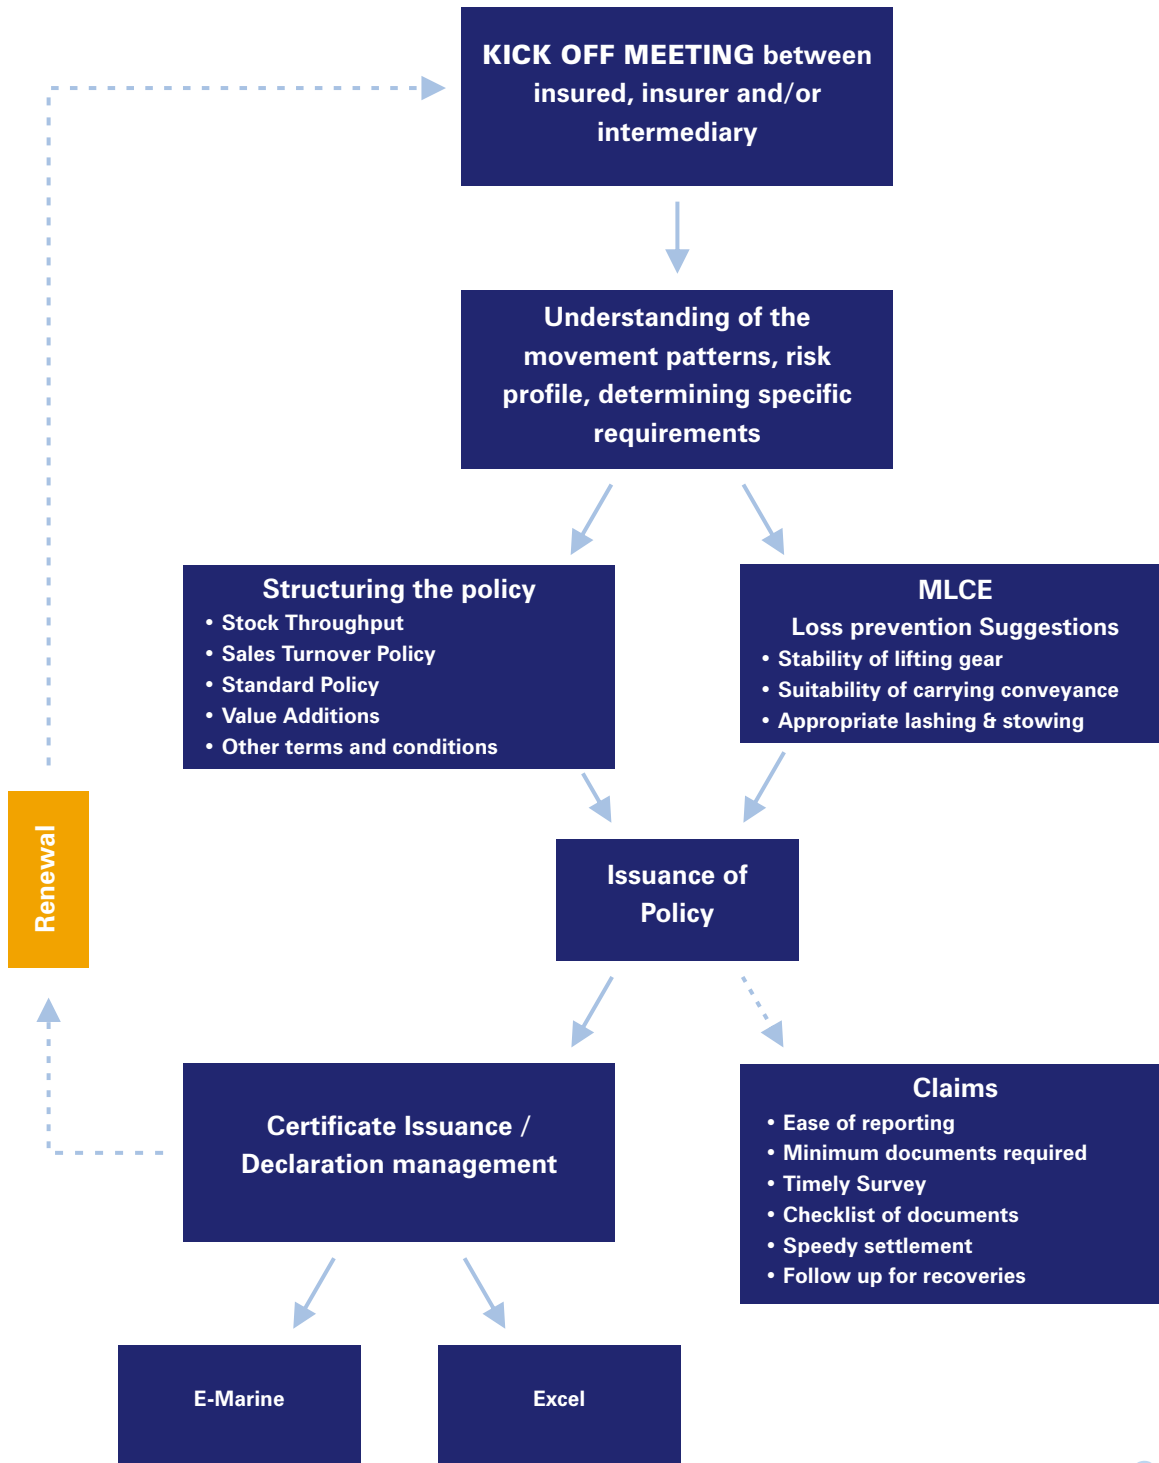 KICK OFF MEETING between
insured, insurer and/or
intermediary
Understanding of the
movement patterns, risk
profile, determining specific
requirements
Structuring the policy
• Stock Throughput
• Sales Turnover Policy
• Standard Policy
• Value Additions
• Other terms and conditions
MLCE
Loss prevention Suggestions
• Stability of lifting gear
• Suitability of carrying conveyance
• Appropriate lashing & stowing
Renewal
Issuance of
Policy
Certificate Issuance /
Declaration management
Claims
• Ease of reporting
• Minimum documents required
• Timely Survey
• Checklist of documents
• Speedy settlement
• Follow up for recoveries
E-Marine
Excel